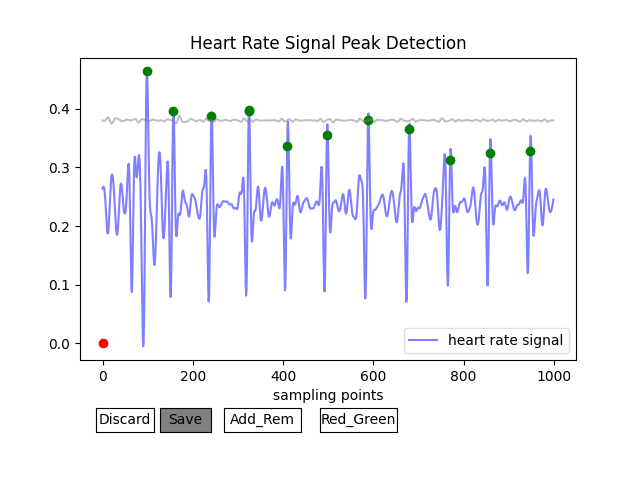 Heart Rate Signal Peak Detection
0.4
0.3
0.2
0.1
0.0
heart rate signal
0 200 400 600 800 1000
sampling points
Discard Save Add_Rem Red_Green